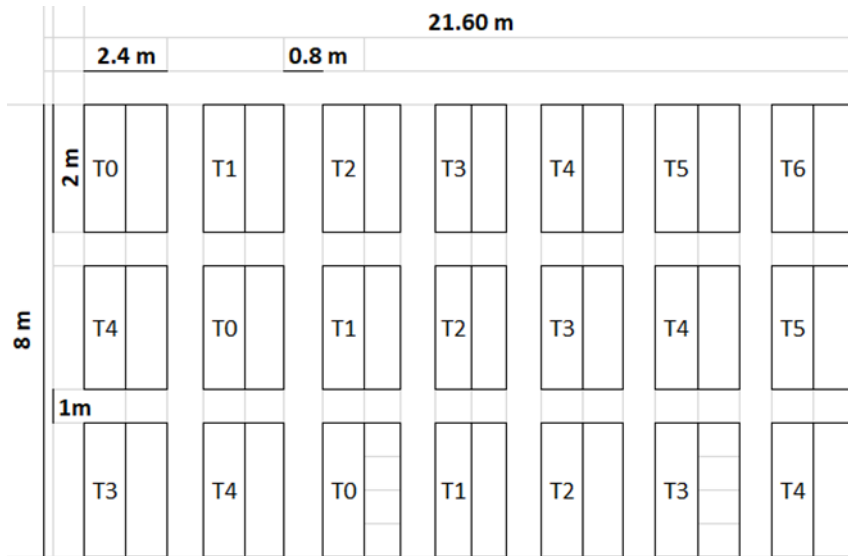 21.60 m
2.4 m 0.8 m
2 m
T0 T1 T2 T3 T4 T5 T6
8 m
T4 T0 T1 T2 T3 T4 T5
1m
T3 T4 T0 T1 T2 T3 T4